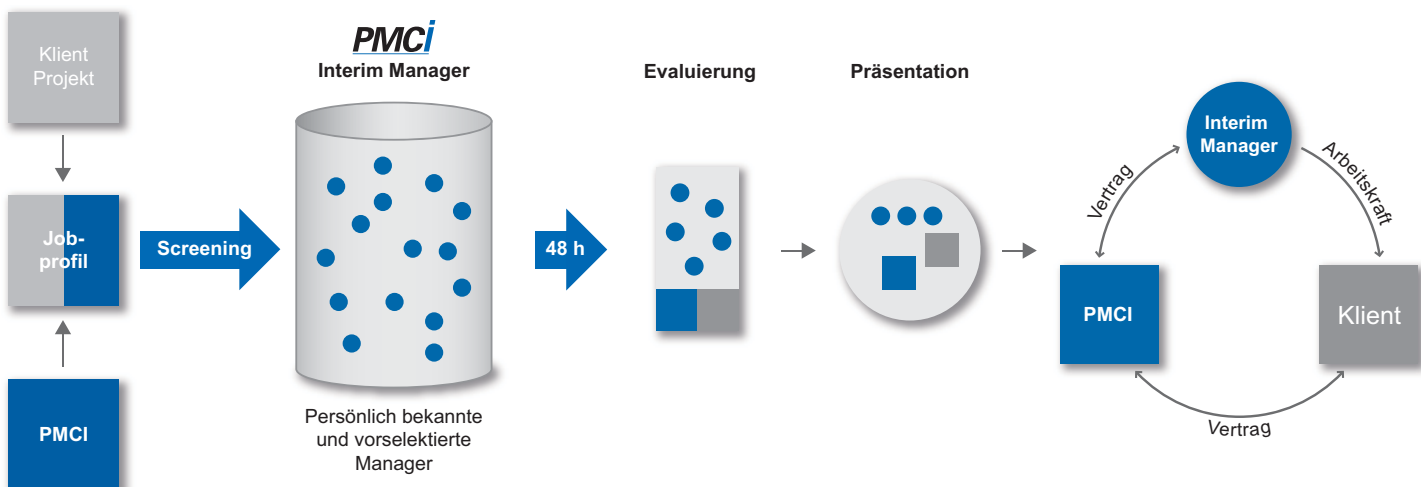 Klient
Projekt
Job-
profil
PMCI
Screening
PMCi
Interim Manager
Persönlich bekannte
und vorselektierte
Manager
48 h
Evaluierung
Präsentation
Interim
Manager
Vertrag
Arbeitskraft
PMCI
Klient
Vertrag